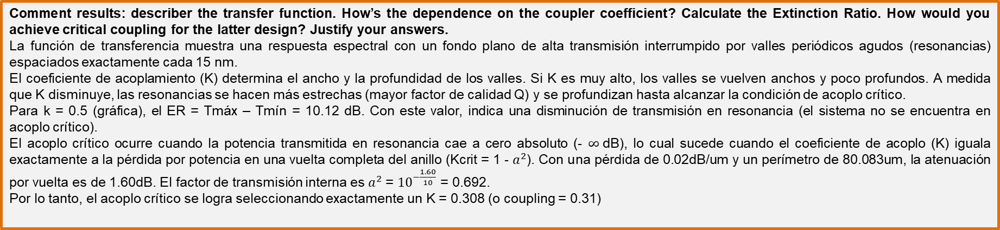 Comment results: describer the transfer function. How's the dependence on the coupler coefficient? Calculate the Extinction Ratio. How would you
achieve critical coupling for the latter design? Justify your answers.
La función de transferencia muestra una respuesta espectral con un fondo plano de alta transmisión interrumpido por valles periódicos agudos (resonancias)
espaciados exactamente cada 15 nm.
El coeficiente de acoplamiento (K) determina el ancho y la profundidad de los valles. Si K es muy alto, los valles se vuelven anchos y poco profundos. A medida
que K disminuye, las resonancias se hacen más estrechas (mayor factor de calidad Q) y se profundizan hasta alcanzar la condición de acoplo crítico.
Para k = 0.5 (gráfica), el ER = Tmáx – Tmín = 10.12 dB. Con este valor, indica una disminución de transmisión en resonancia (el sistema no se encuentra en
acoplo crítico).
El acoplo crítico ocurre cuando la potencia transmitida en resonancia cae a cero absoluto (- ∞ dB), lo cual sucede cuando el coeficiente de acoplo (K) iguala
exactamente a la pérdida por potencia en una vuelta completa del anillo (Kcrit = 1 - a²). Con una pérdida de 0.02dB/um y un perímetro de 80.083um, la atenuación
por vuelta es de 1.60dB. El factor de transmisión interna es a² = 10^(−1.60/10) = 0.692.
Por lo tanto, el acoplo crítico se logra seleccionando exactamente un K = 0.308 (o coupling = 0.31)